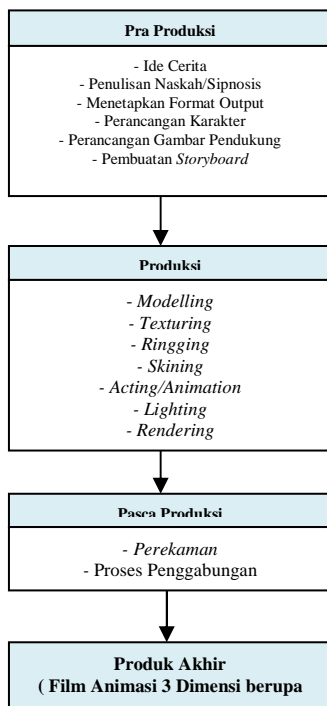 Pra Produksi
- Ide Cerita
- Penulisan Naskah/Sipnosis
- Menetapkan Format Output
- Perancangan Karakter
- Perancangan Gambar Pendukung
- Pembuatan Storyboard
Produksi
- Modelling
- Texturing
- Ringging
- Skining
- Acting/Animation
- Lighting
- Rendering
Pasca Produksi
- Perekaman
- Proses Penggabungan
Produk Akhir
( Film Animasi 3 Dimensi berupa